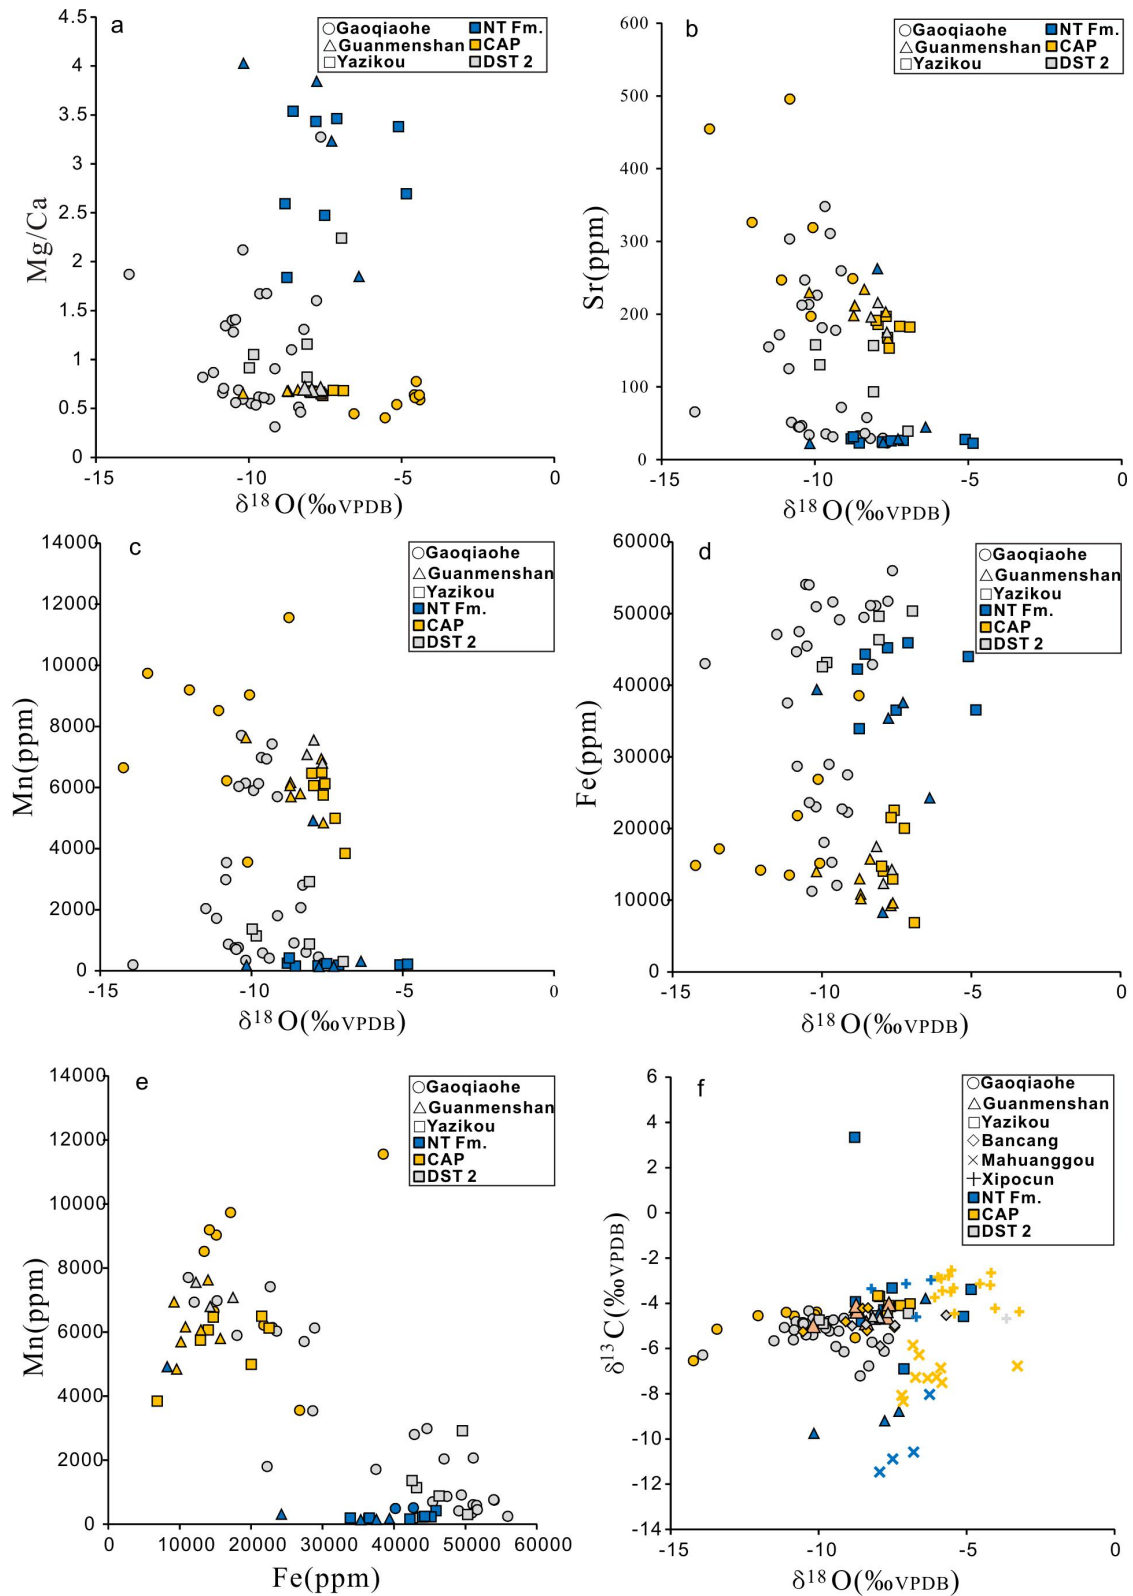 a
4.5
4
3.5
3
2.5
2
1.5
1
0.5
0
Mg/Ca
-15
-10
-5
0
δ18O(‰VPDB)
Gaoqiaohe
Guanmenshan
Yazikou
NT Fm.
CAP
DST 2
b
600
500
400
300
200
100
0
Sr(ppm)
-15
-10
-5
0
δ18O(‰VPDB)
Gaoqiaohe
Guanmenshan
Yazikou
NT Fm.
CAP
DST 2
c
14000
12000
10000
8000
6000
4000
2000
0
Mn(ppm)
-15
-10
-5
0
δ18O(‰VPDB)
Gaoqiaohe
Guanmenshan
Yazikou
NT Fm.
CAP
DST 2
d
60000
50000
40000
30000
20000
10000
0
Fe(ppm)
-15
-10
-5
0
δ18O(‰VPDB)
Gaoqiaohe
Guanmenshan
Yazikou
NT Fm.
CAP
DST 2
e
14000
12000
10000
8000
6000
4000
2000
0
Mn(ppm)
0
10000
20000
30000
40000
50000
60000
Fe(ppm)
Gaoqiaohe
Guanmenshan
Yazikou
NT Fm.
CAP
DST 2
f
6
4
2
0
-2
-4
-6
-8
-10
-12
-14
δ13C(‰VPDB)
-15
-10
-5
0
δ18O(‰VPDB)
Gaoqiaohe
Guanmenshan
Yazikou
Bancang
Mahuanggou
Xipocun
NT Fm.
CAP
DST 2